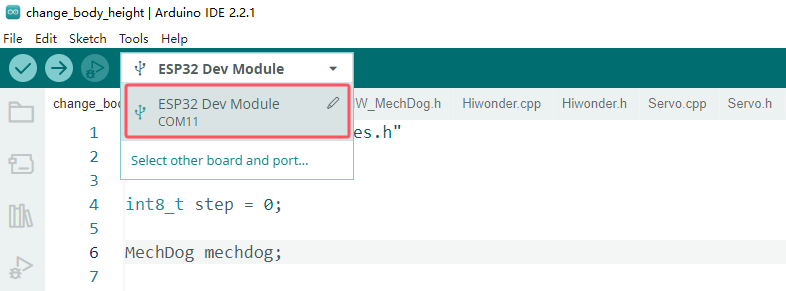 change_body_height | Arduino IDE 2.2.1
File Edit Sketch Tools Help
ESP32 Dev Module
ESP32 Dev Module
COM11
Select other board and port...
change_bod W_MechDog.h Hiwonder.cpp Hiwonder.h Servo.cpp Servo.h
1 es.h"
2
3
4 int8_t step = 0;
5
6 MechDog mechdog;
7